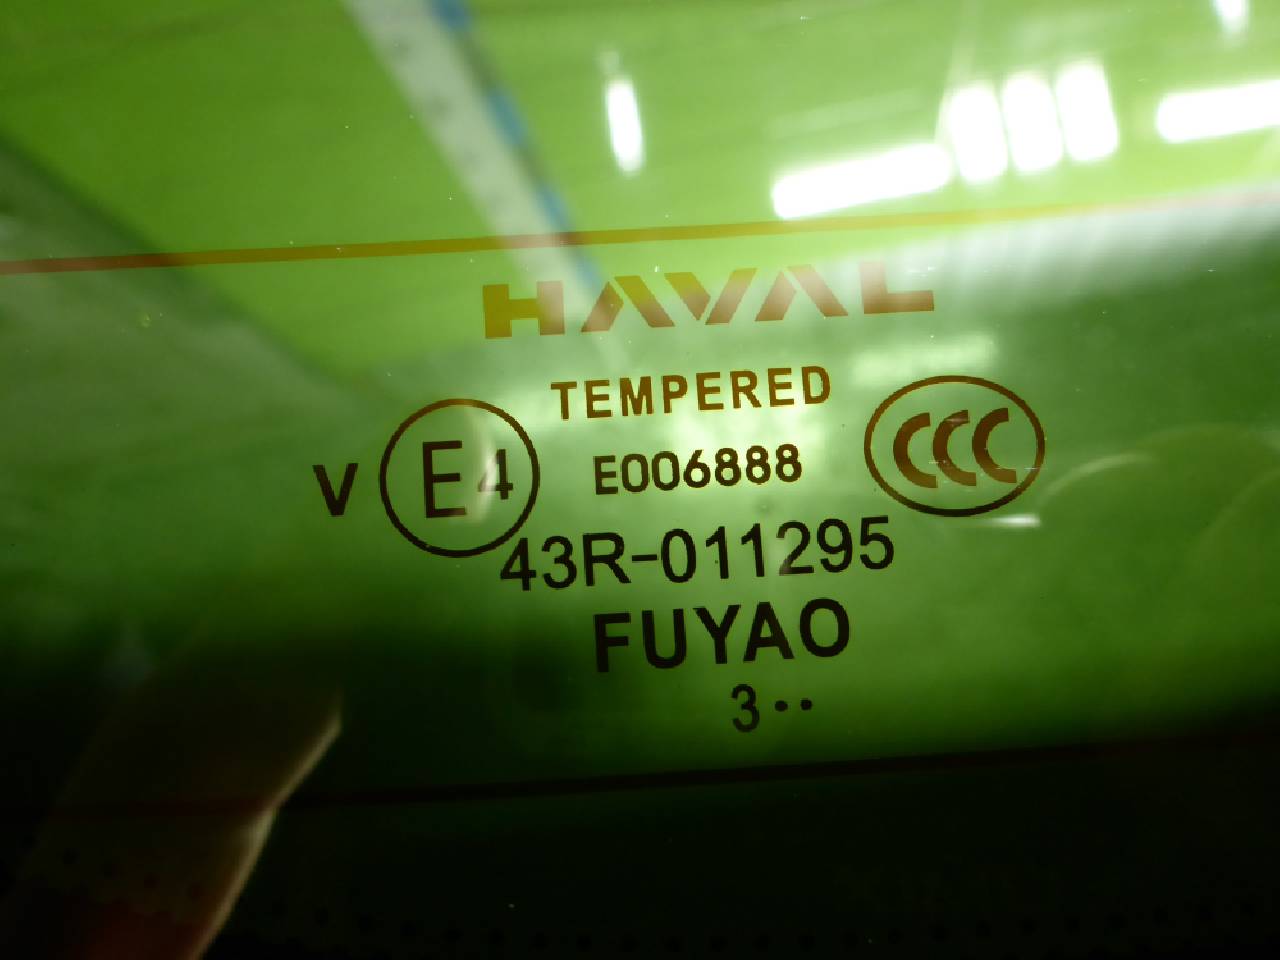 HAVAL
TEMPERED
V E4 E006888 CCC
43R-011295
FUYAO
3··